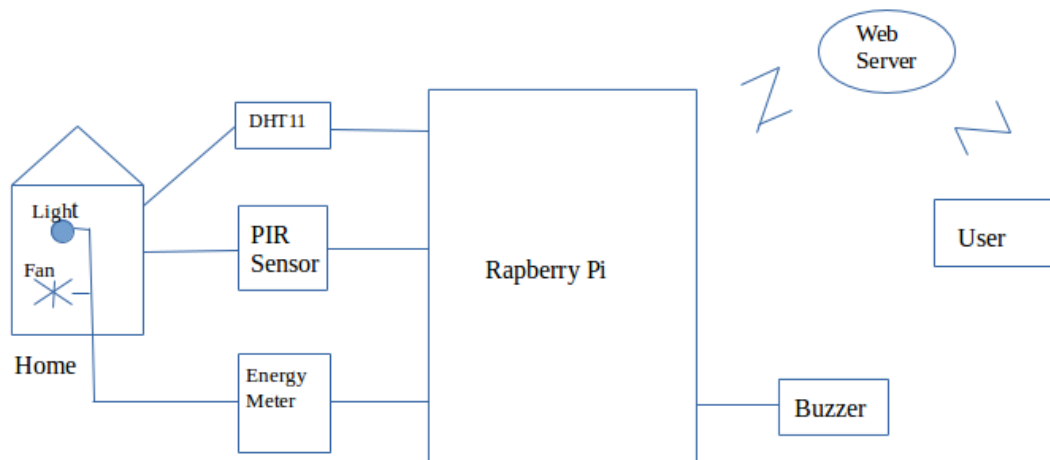 Web
Server
DHT11
Light
PIR
Sensor
User
Fan
Rapberry Pi
Home
Energy
Meter
Buzzer